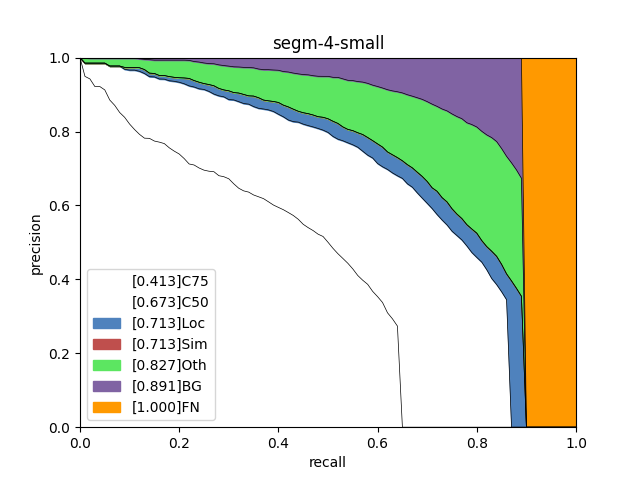 segm-4-small
1.0
0.8
0.6
0.4
0.2
0.0
precision
[0.413]C75
[0.673]C50
[0.713]Loc
[0.713]Sim
[0.827]Oth
[0.891]BG
[1.000]FN
0.0 0.2 0.4 0.6 0.8 1.0
recall